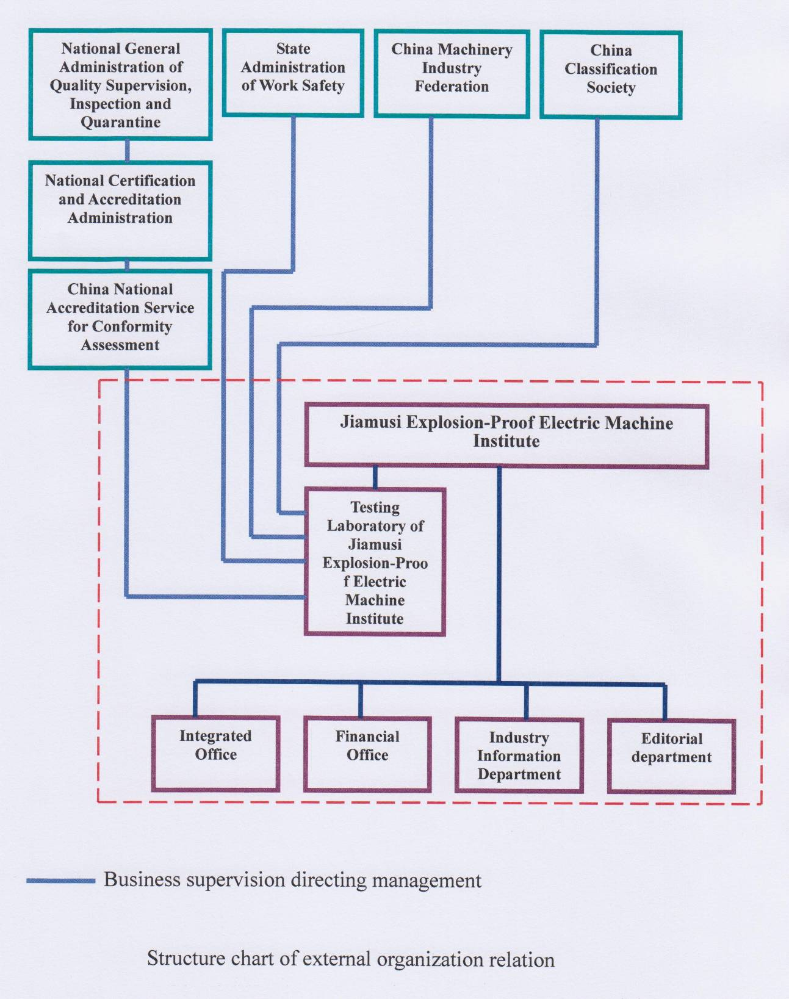 National General
Administration of
Quality Supervision,
Inspection and
Quarantine
State
Administration
of Work Safety
China Machinery
Industry
Federation
China
Classification
Society
National Certification
and Accreditation
Administration
China National
Accreditation Service
for Conformity
Assessment
Jiamusi Explosion-Proof Electric Machine
Institute
Testing
Laboratory of
Jiamusi
Explosion-Proo
f Electric
Machine
Institute
Integrated
Office
Financial
Office
Industry
Information
Department
Editorial
department
Business supervision directing management
Structure chart of external organization relation